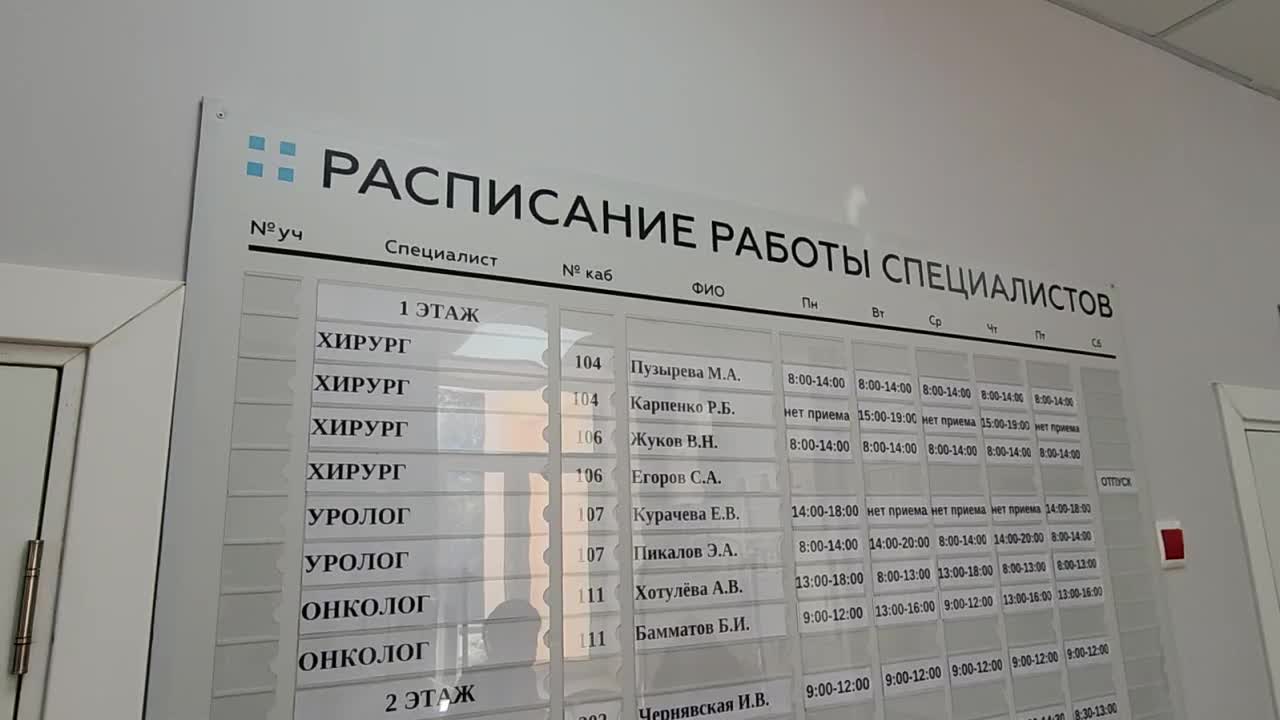 РАСПИСАНИЕ РАБОТЫ СПЕЦИАЛИСТОВ
№ уч Специалист № каб ФИО Пн Вт Ср Чт Пт Сб
1 ЭТАЖ
ХИРУРГ 104 Пузырева М.А. 8:00-14:00 8:00-14:00 8:00-14:00 8:00-14:00 8:00-14:00
ХИРУРГ 104 Карпенко Р.Б. нет приема 15:00-19:00 нет приема 15:00-19:00 нет приема
ХИРУРГ 106 Жуков В.Н. 8:00-14:00 8:00-14:00 8:00-14:00 8:00-14:00 8:00-14:00
ХИРУРГ 106 Егоров С.А. ОТПУСК
УРОЛОГ 107 Курачева Е.В. 14:00-18:00 нет приема нет приема нет приема 14:00-18:00
УРОЛОГ 107 Пикалов Э.А. 8:00-14:00 14:00-20:00 8:00-14:00 14:00-20:00 8:00-14:00
ОНКОЛОГ 111 Хотулёва А.В. 13:00-18:00 8:00-13:00 13:00-18:00 8:00-13:00 8:00-13:00
ОНКОЛОГ 111 Бамматов Б.И. 9:00-12:00 13:00-16:00 9:00-12:00 13:00-16:00 13:00-16:00
2 ЭТАЖ
Чернявская И.В. 9:00-12:00 9:00-12:00 9:00-12:00 9:00-12:00 9:00-12:00
8:30-13:00